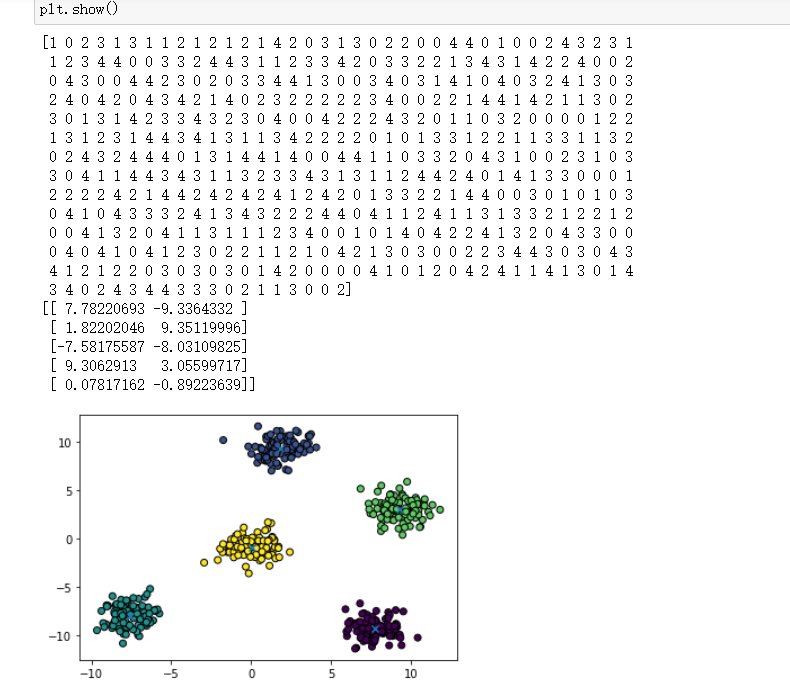 plt.show()
[1 0 2 3 1 3 1 1 2 1 2 1 2 1 4 2 0 3 1 3 0 2 2 0 0 4 4 0 1 0 0 2 4 3 2 3 1
1 2 3 4 4 0 0 3 3 2 4 4 3 1 1 2 3 3 4 2 0 3 3 2 2 1 3 4 3 1 4 2 2 4 0 0 2
0 4 3 0 0 4 4 2 3 0 2 0 3 3 4 4 1 3 0 0 3 4 0 3 1 4 1 0 4 0 3 2 4 1 3 0 3
2 4 0 4 2 0 4 3 4 2 1 4 0 2 3 2 2 2 2 3 4 0 0 2 2 1 4 4 1 4 2 1 1 3 0 2
3 0 1 3 1 4 2 3 3 4 3 2 3 0 4 0 0 4 2 2 2 4 3 2 0 1 1 0 3 2 0 0 0 0 1 2 2
1 3 1 2 3 1 4 4 3 4 1 3 1 1 3 4 2 2 2 2 0 1 0 1 3 3 1 2 2 1 1 3 3 1 1 3 2
0 2 4 3 2 4 4 4 0 1 3 1 4 4 1 4 0 0 4 4 1 1 0 3 3 2 0 4 3 1 0 0 2 3 1 0 3
3 0 4 1 1 4 4 3 4 3 1 1 3 2 3 3 4 3 1 3 1 1 2 4 4 2 4 0 1 4 1 3 3 0 0 0 1
2 2 2 2 4 2 1 4 4 2 4 2 4 2 4 1 2 4 2 0 1 3 3 2 2 1 4 4 0 0 3 0 1 0 1 0 3
0 4 1 0 4 3 3 3 2 4 1 3 4 3 2 2 2 4 4 0 4 1 1 2 4 1 1 3 1 3 3 2 1 2 2 1 2
0 0 4 1 3 2 0 4 1 1 3 1 1 1 2 3 4 0 0 1 0 1 4 0 4 2 2 4 1 3 2 0 4 3 3 0 0
0 4 0 4 1 0 4 1 2 3 0 2 2 1 1 2 1 0 4 2 1 3 0 3 0 0 2 2 3 4 4 3 0 3 0 4 3
4 1 2 1 2 2 0 3 0 3 0 3 0 1 4 2 0 0 0 0 4 1 0 1 2 0 4 2 4 1 1 4 1 3 0 1 4
3 4 0 2 4 3 4 4 3 3 3 0 2 1 1 3 0 0 2]
[[ 7.78220693 -9.3364332 ]
[ 1.82202046 9.35119996]
[-7.58175587 -8.03109825]
[ 9.3062913 3.05599717]
[ 0.07817162 -0.89223639]]
10
5
0
−5
−10
−10 −5 0 5 10